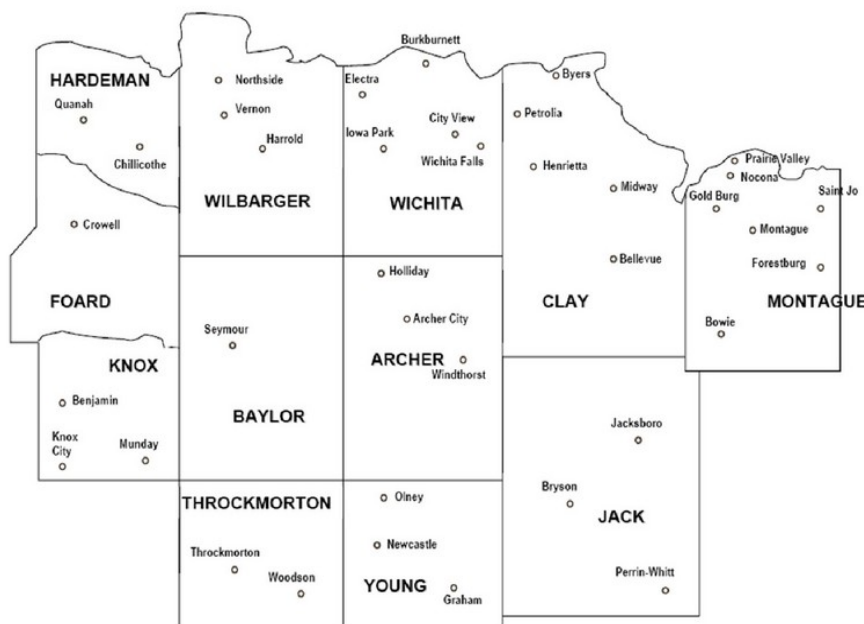 Burkburnett
HARDEMAN
Northside
Electra
Byers
Quanah
Vernon
Petrolia
City View
Iowa Park
Harrold
Wichita Falls
Chillicothe
Henrietta
Prairie Valley
Nocona
Midway
Gold Burg
Saint Jo
WILBARGER
WICHITA
Crowell
Montague
Bellevue
Forestburg
Holliday
FOARD
CLAY
MONTAGUE
Archer City
Seymour
Bowie
KNOX
ARCHER
Windthorst
Benjamin
BAYLOR
Jacksboro
Knox
City
Munday
Bryson
THROCKMORTON
Olney
JACK
Newcastle
Throckmorton
Woodson
YOUNG
Graham
Perrin-Whitt